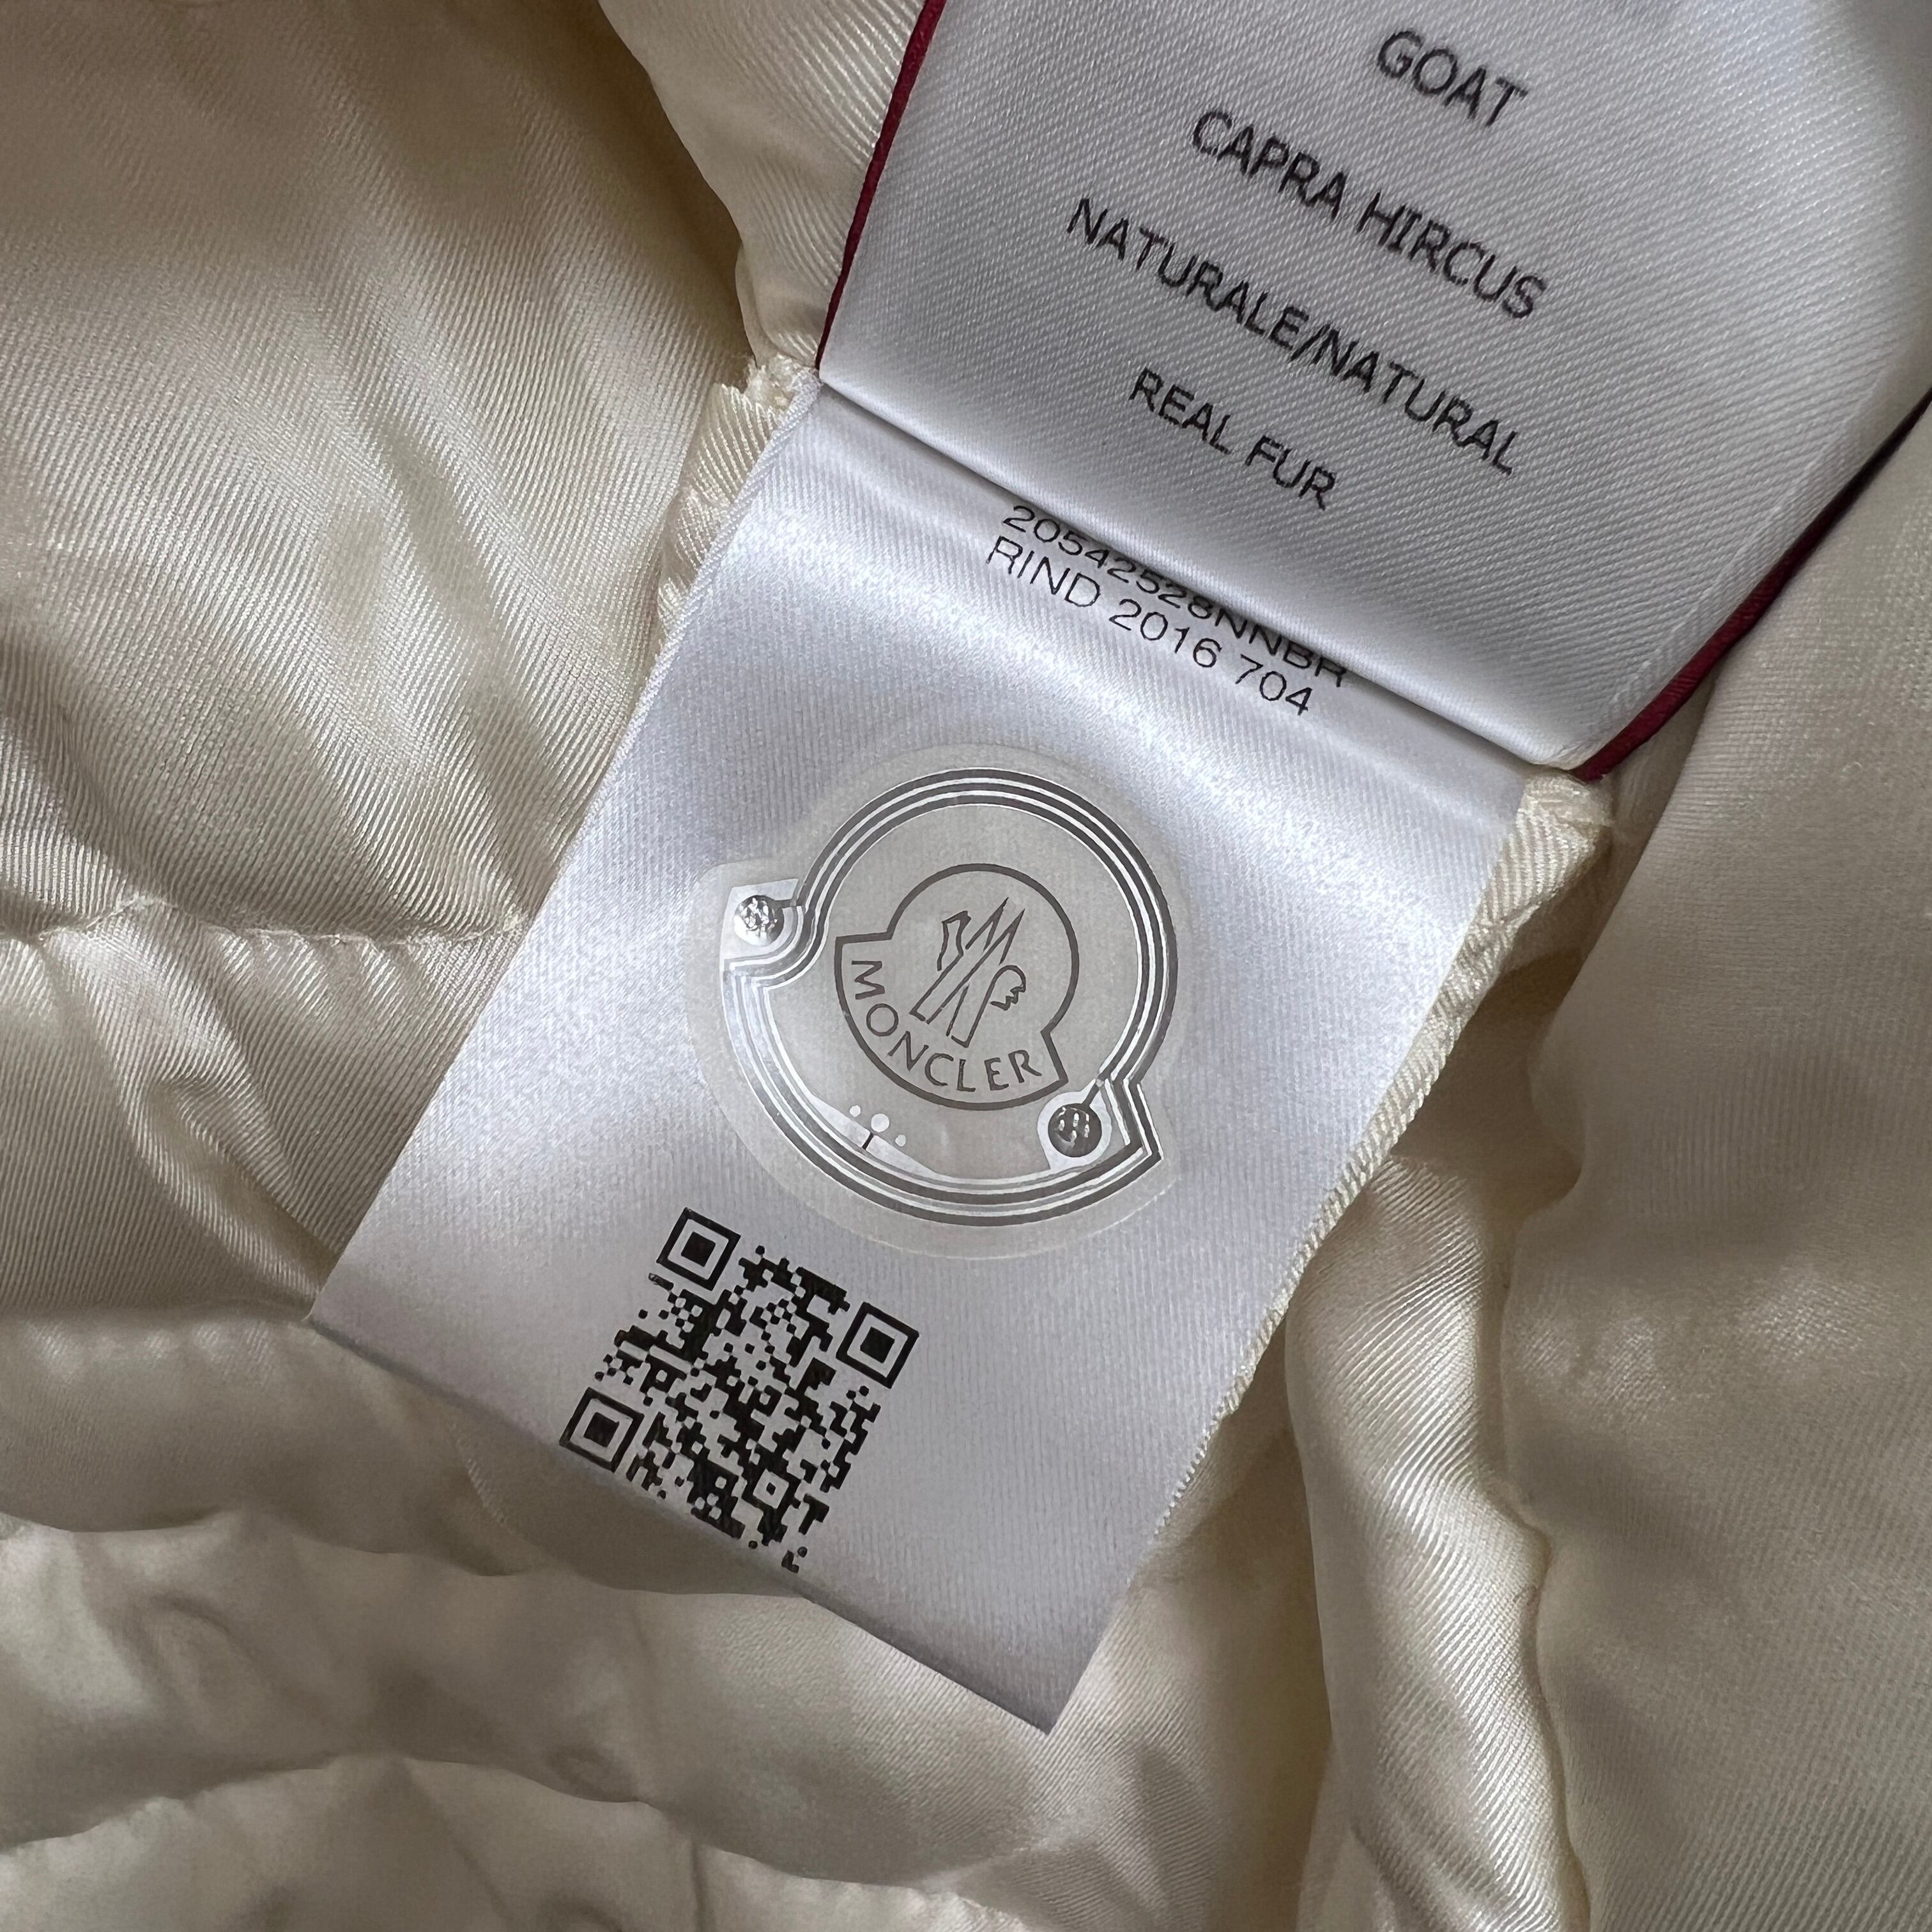 GOAT
CAPRA HIRCUS
NATURALE/NATURAL
REAL FUR
20542528NNBR
RIND 2016 704
MONCLER